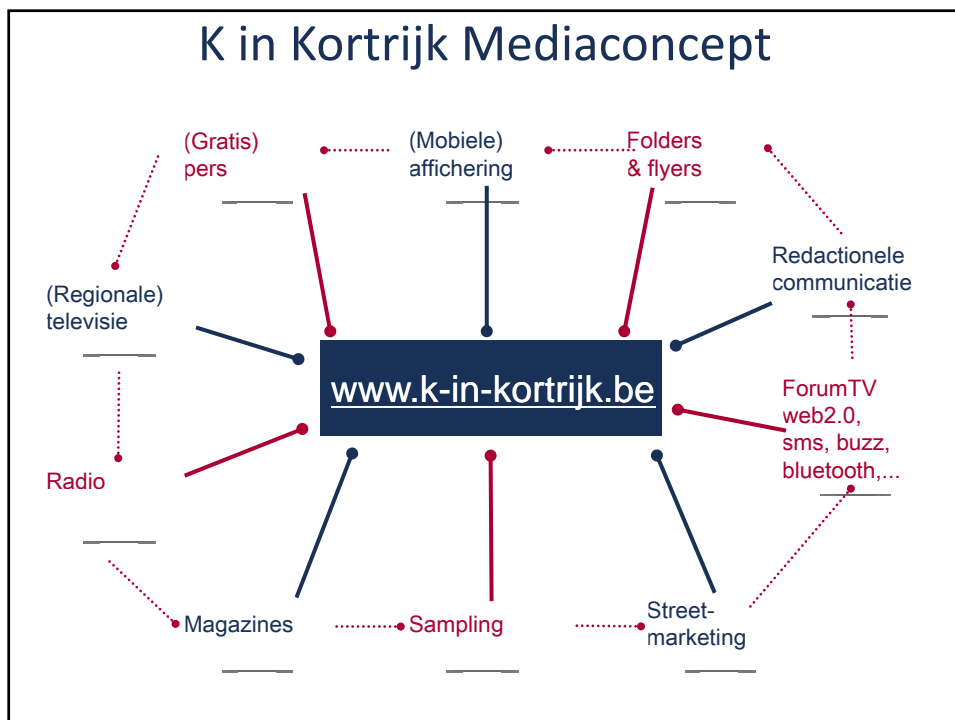 K in Kortrijk Mediaconcept
(Gratis)
pers
(Mobiele)
affichering
Folders
& flyers
Redactionele
communicatie
(Regionale)
televisie
www.k-in-kortrijk.be
ForumTV
web2.0,
sms, buzz,
bluetooth,...
Radio
Magazines
Sampling
Street-
marketing